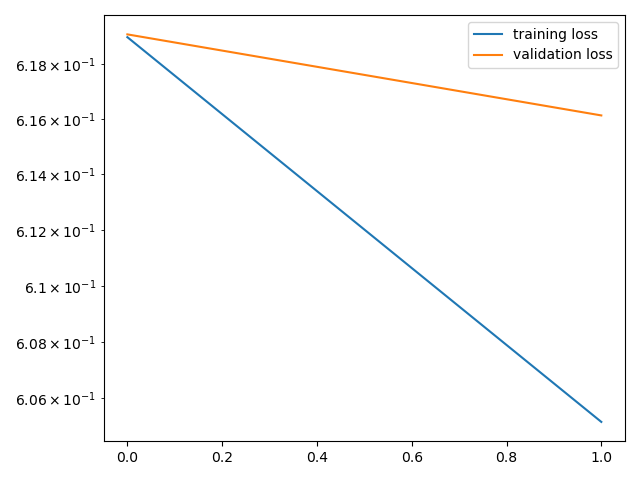 training loss
validation loss
6.18 × 10⁻¹
6.16 × 10⁻¹
6.14 × 10⁻¹
6.12 × 10⁻¹
6.1 × 10⁻¹
6.08 × 10⁻¹
6.06 × 10⁻¹
0.0 0.2 0.4 0.6 0.8 1.0